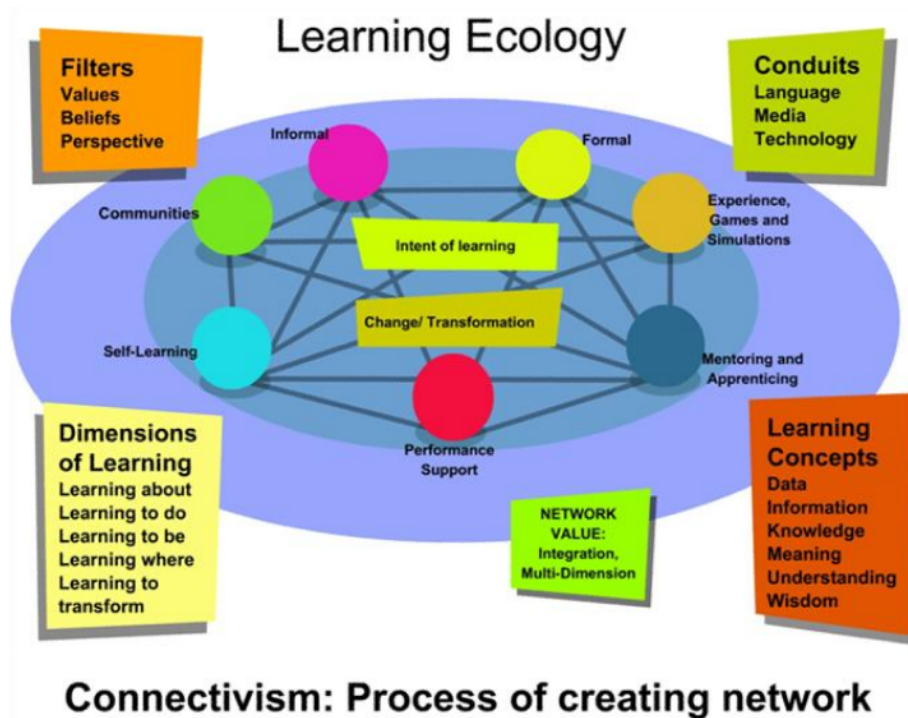 Learning Ecology
Filters
Values
Beliefs
Perspective
Conduits
Language
Media
Technology
Informal
Formal
Communities
Experience,
Games and
Simulations
Intent of learning
Change/ Transformation
Self-Learning
Mentoring and
Apprenticing
Performance
Support
Dimensions
of Learning
Learning about
Learning to do
Learning to be
Learning where
Learning to
transform
NETWORK
VALUE:
Integration,
Multi-Dimension
Learning
Concepts
Data
Information
Knowledge
Meaning
Understanding
Wisdom
Connectivism: Process of creating network